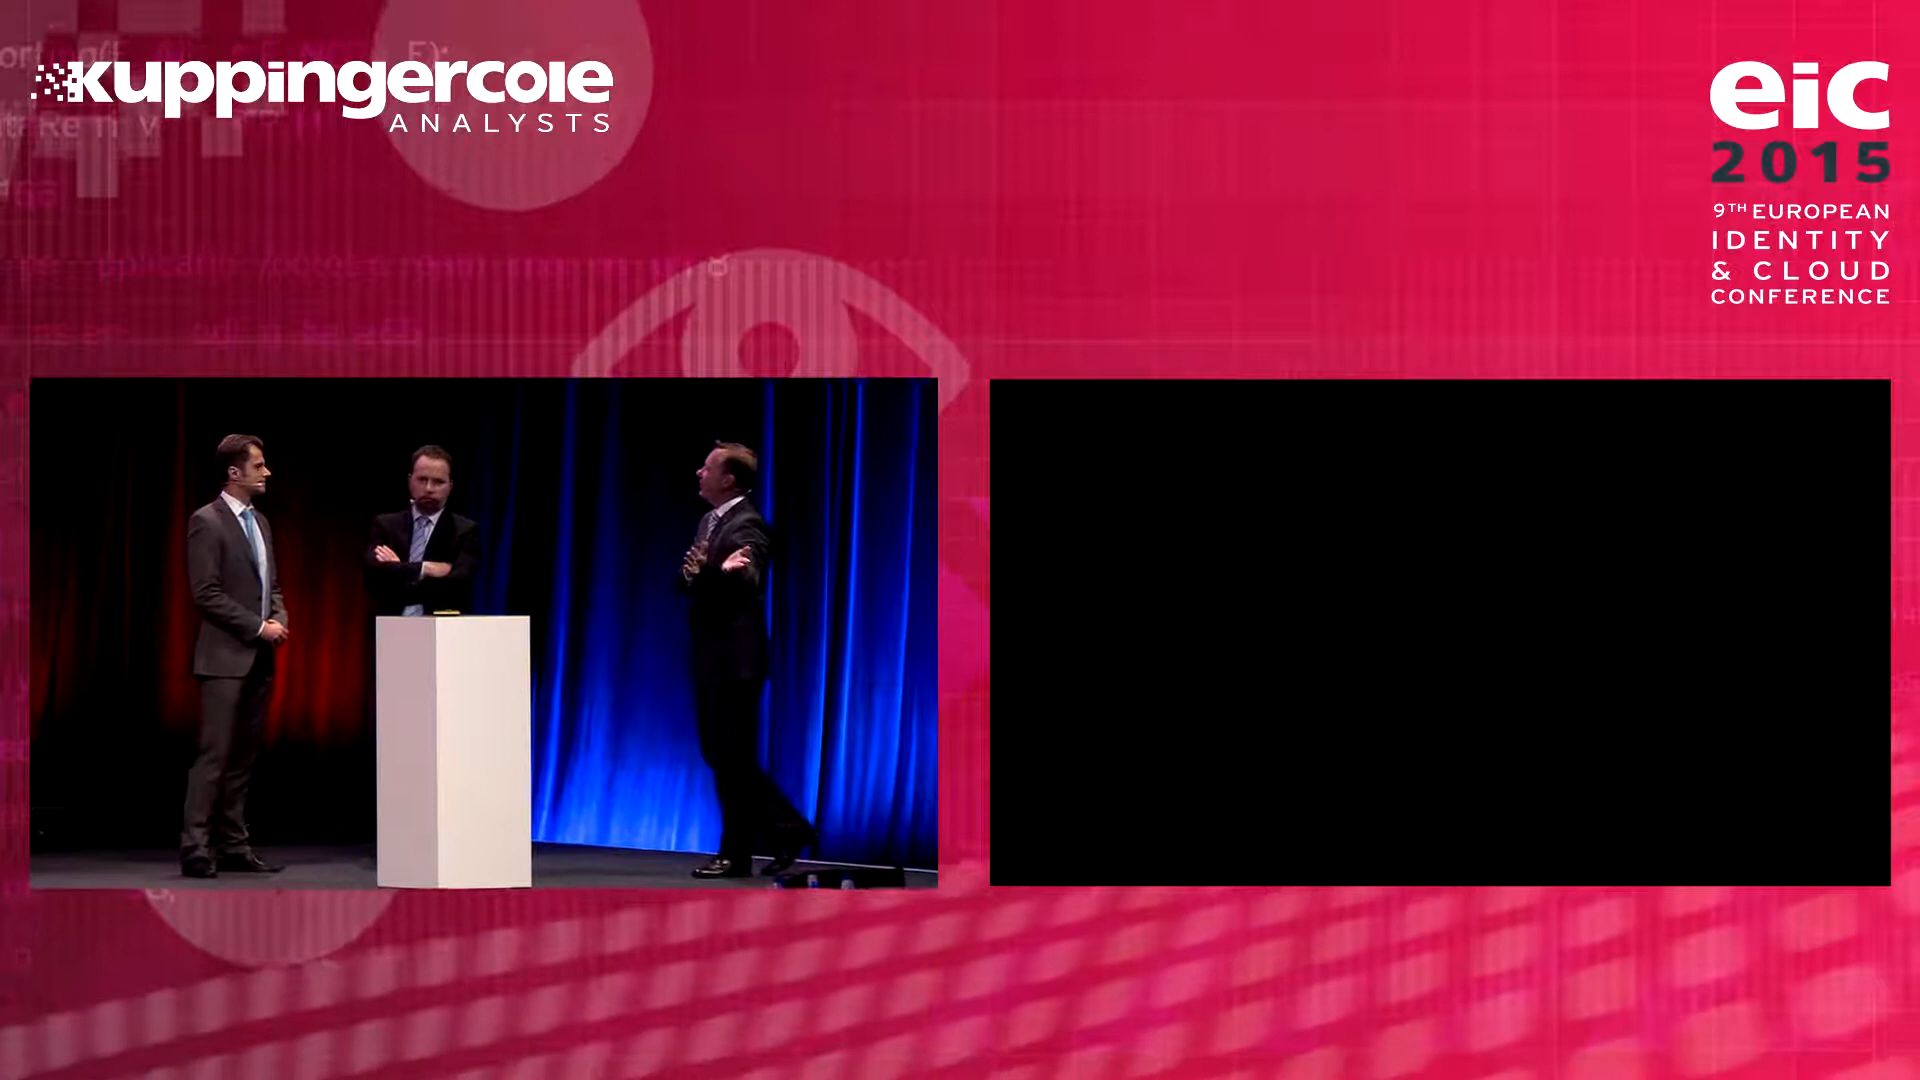 kuppingercole
ANALYSTS
eic
2015
9TH EUROPEAN
IDENTITY
& CLOUD
CONFERENCE